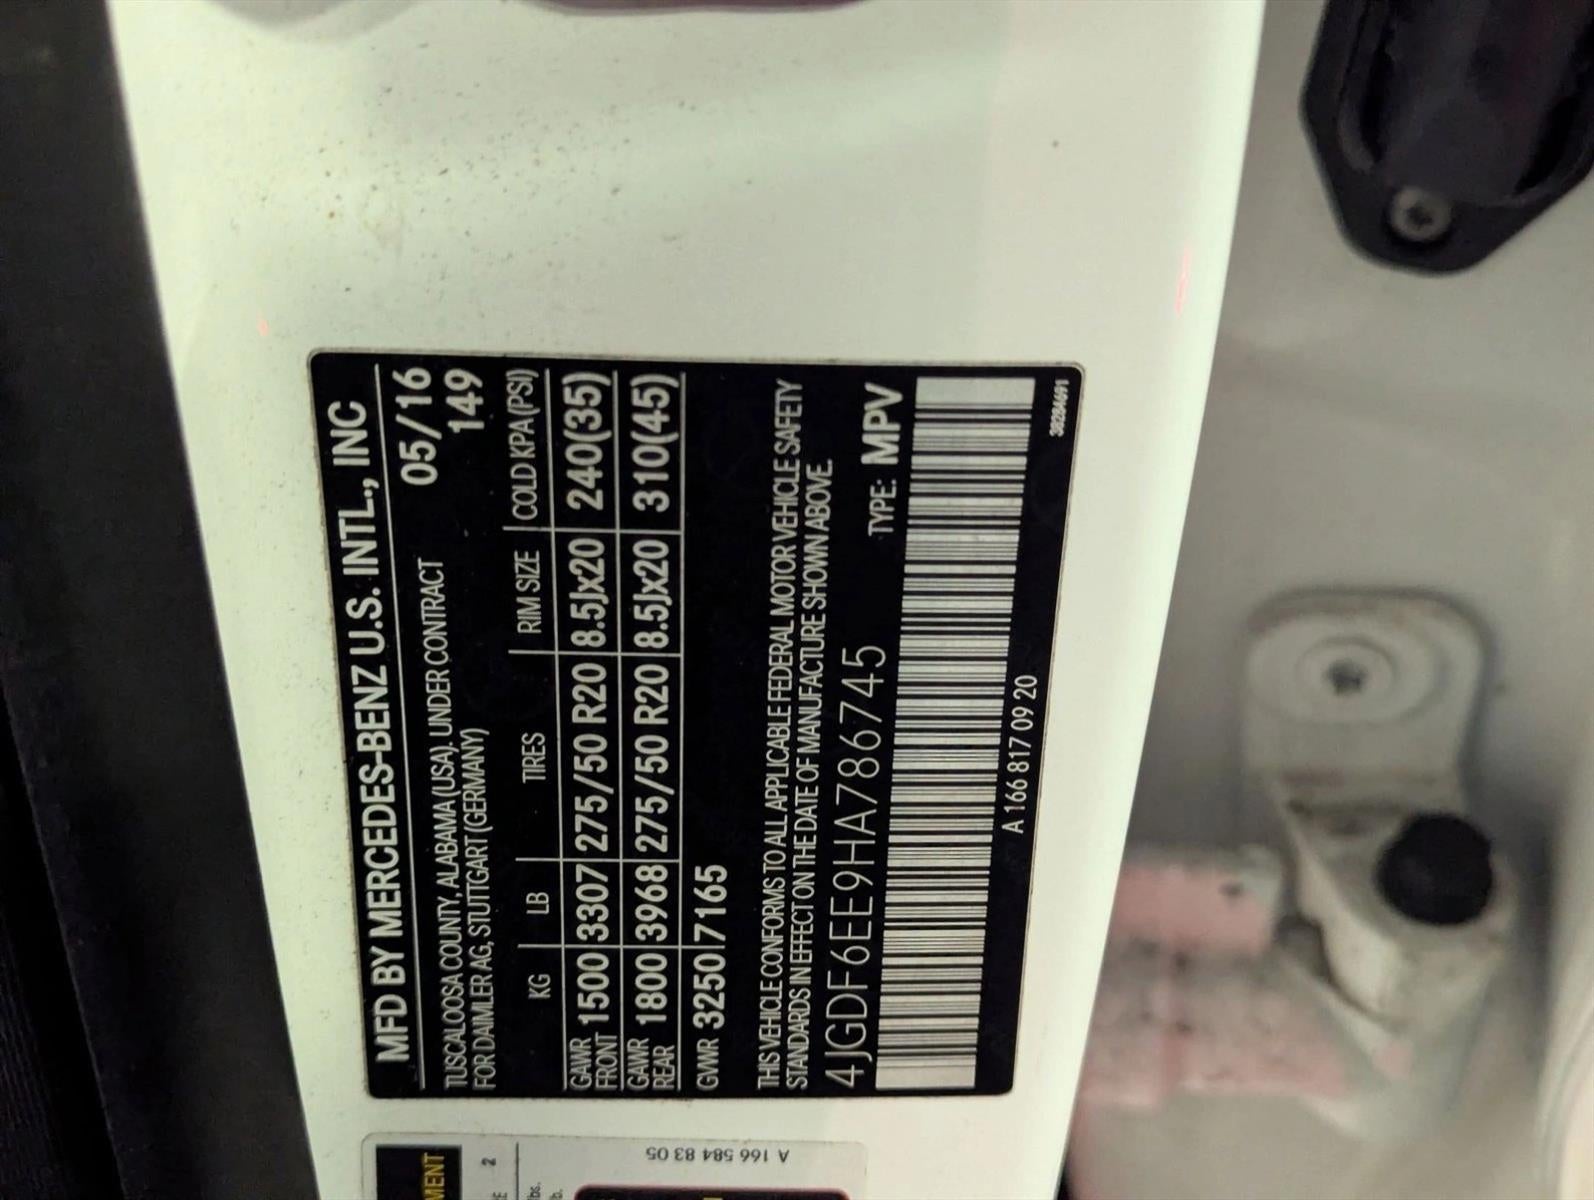 MFD BY MERCEDES-BENZ U.S. INTL., INC
TUSCALOOSA COUNTY, ALABAMA (USA). UNDER CONTRACT 05/16
FOR DAIMLER AG, STUTTGART (GERMANY) 149
KG LB TIRES RIM SIZE COLD KPA (PSI)
GAWR FRONT 1500 3307 275/50 R20 8.5Jx20 240(35)
GAWR REAR 1800 3968 275/50 R20 8.5Jx20 310(45)
GVWR 3250 7165
THIS VEHICLE CONFORMS TO ALL APPLICABLE FEDERAL MOTOR VEHICLE SAFETY
STANDARDS IN EFFECT ON THE DATE OF MANUFACTURE SHOWN ABOVE.
4JGDF6EE9HA786745 TYPE: MPV
A 166 817 09 20
38284691
MENT
2
lbs.
b.
A 166 584 83 05